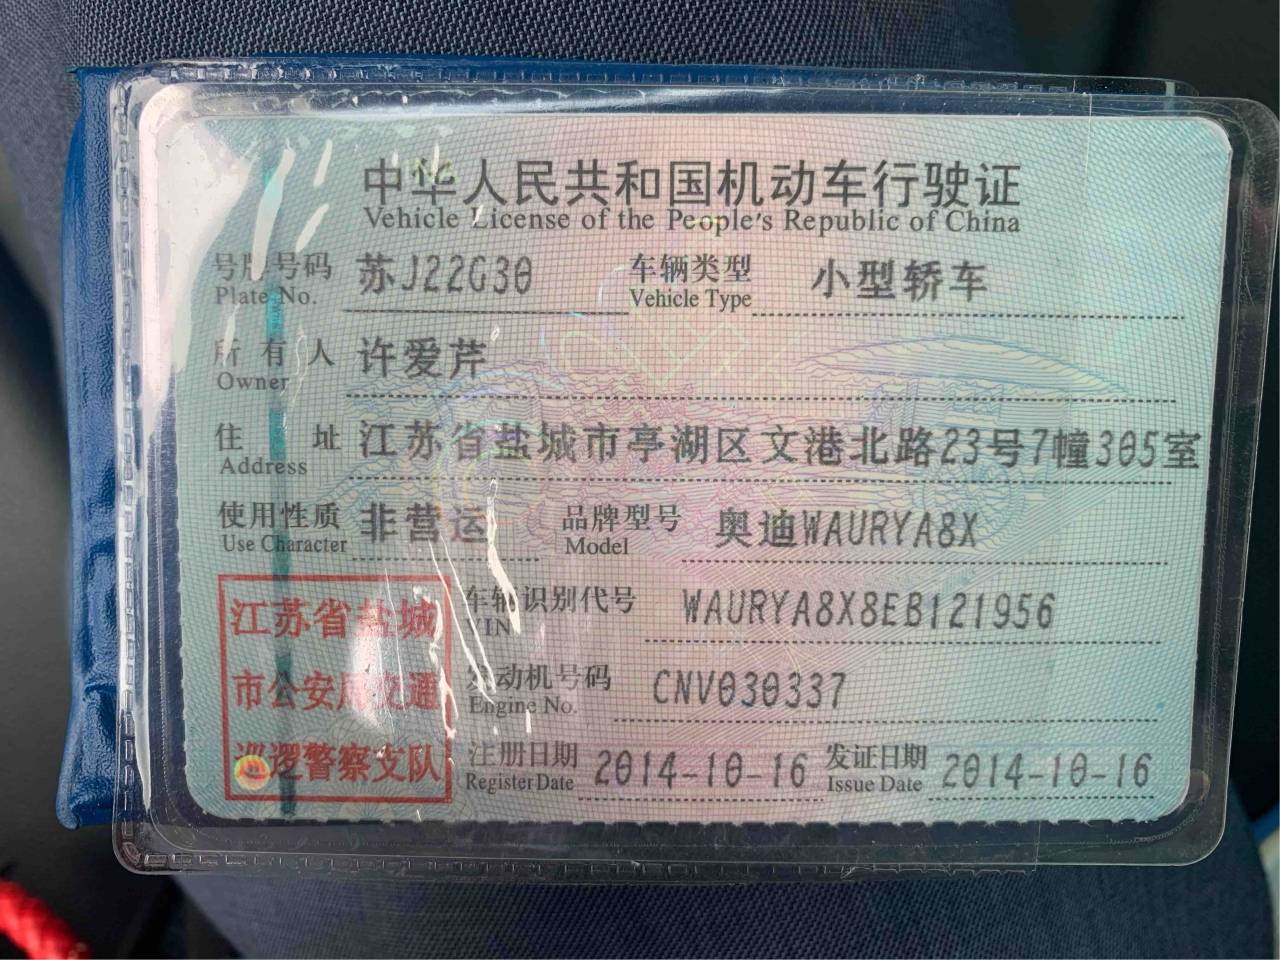 中华人民共和国机动车行驶证
Vehicle License of the People's Republic of China
号牌号码 苏J22G30 车辆类型 小型轿车
Plate No. Vehicle Type
所有人 许爱芹
Owner
住址 江苏省盐城市亭湖区文港北路23号7幢305室
Address
使用性质 非营运 品牌型号 奥迪WAURYA8X
Use Character Model
车辆识别代号 WAURYA8X8EB121956
VIN
发动机号码 CNV030337
Engine No.
注册日期 2014-10-16 发证日期 2014-10-16
Register Date Issue Date
江苏省盐城
市公安局交通
巡逻警察支队